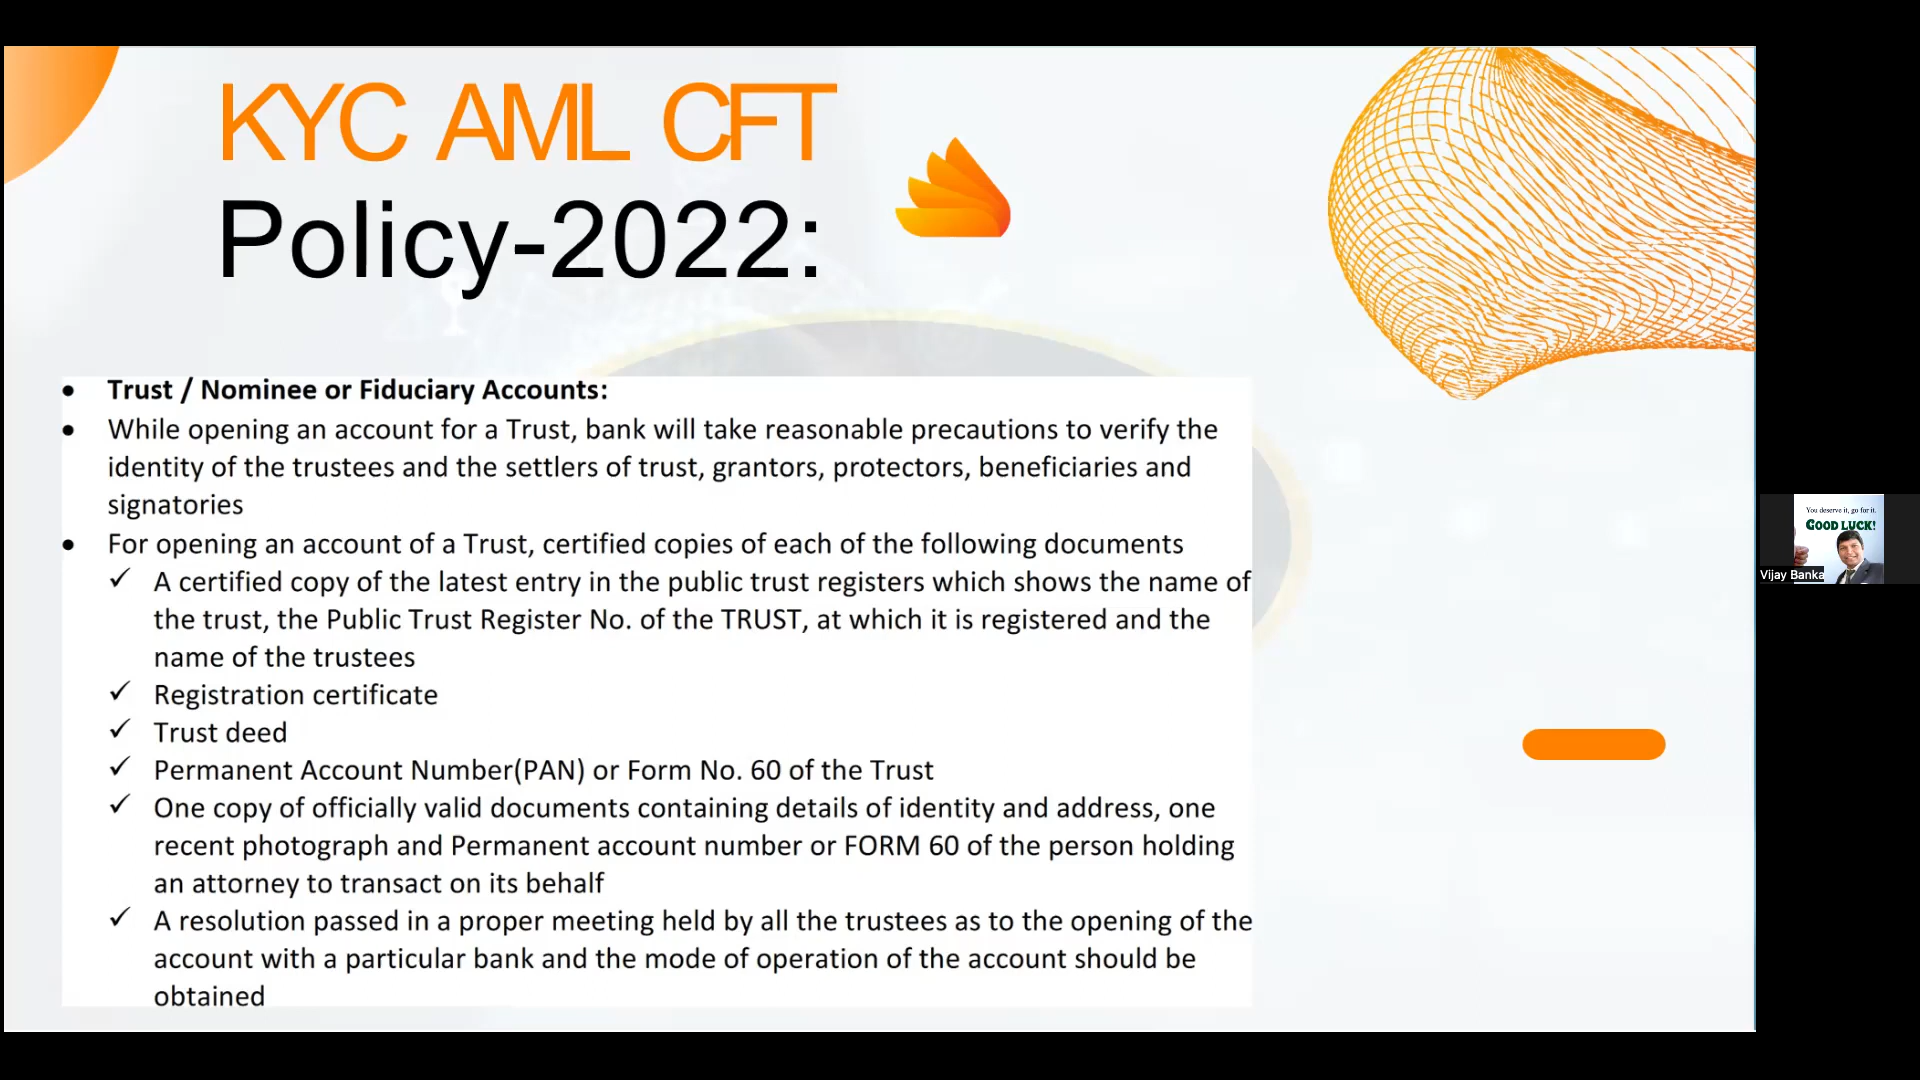 KYC AML CFT
Policy-2022:
• Trust / Nominee or Fiduciary Accounts:
• While opening an account for a Trust, bank will take reasonable precautions to verify the
identity of the trustees and the settlers of trust, grantors, protectors, beneficiaries and
signatories
• For opening an account of a Trust, certified copies of each of the following documents
✓ A certified copy of the latest entry in the public trust registers which shows the name of
the trust, the Public Trust Register No. of the TRUST, at which it is registered and the
name of the trustees
✓ Registration certificate
✓ Trust deed
✓ Permanent Account Number(PAN) or Form No. 60 of the Trust
✓ One copy of officially valid documents containing details of identity and address, one
recent photograph and Permanent account number or FORM 60 of the person holding
an attorney to transact on its behalf
✓ A resolution passed in a proper meeting held by all the trustees as to the opening of the
account with a particular bank and the mode of operation of the account should be
obtained
You deserve it, go for it.
GOOD LUCK!
Vijay Banka